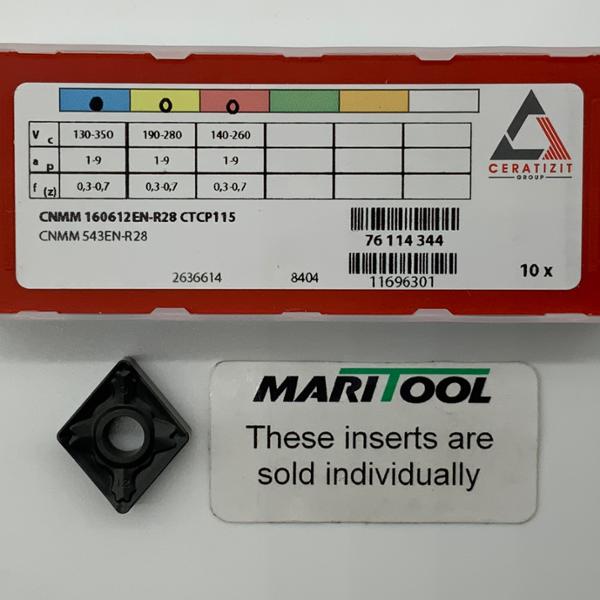 V c 130-350 190-280 140-260
a p 1-9 1-9 1-9
f (z) 0,3-0,7 0,3-0,7 0,3-0,7
CERATIZIT
GROUP
CNMM 160612EN-R28 CTCP115
CNMM 543EN-R28
76 114 344
2636614 8404 11696301 10 x
MARITOOL
These inserts are
sold individually
12